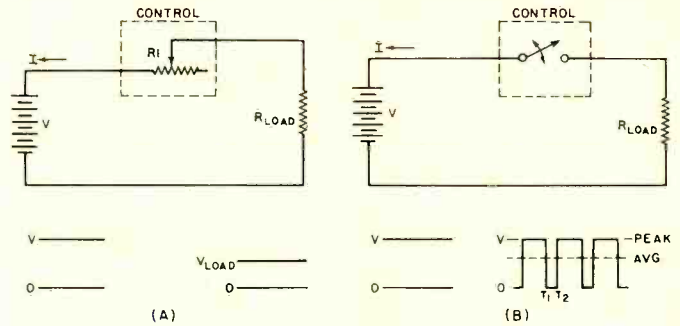 CONTROL
I
R1
V
RLOAD
V
VLOAD
0
0
(A)
CONTROL
I
V
RLOAD
V
V
PEAK
AVG
0
0
T1 T2
(B)